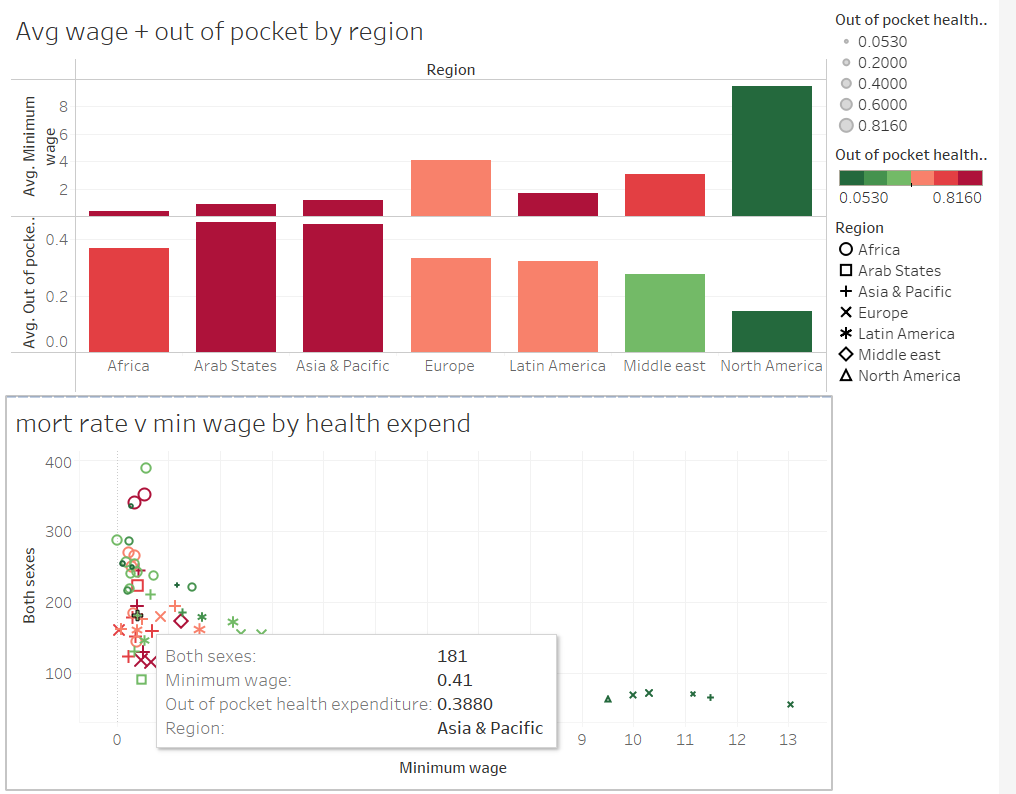 Avg wage + out of pocket by region
Region
Avg. Minimum
wage
8
6
4
2
Avg. Out of pocke..
0.4
0.2
0.0
Africa Arab States Asia & Pacific Europe Latin America Middle east North America
Out of pocket health..
0.0530
0.2000
0.4000
0.6000
0.8160
Out of pocket health..
0.0530 0.8160
Region
Africa
Arab States
Asia & Pacific
Europe
Latin America
Middle east
North America
mort rate v min wage by health expend
Both sexes
400
300
200
100
Both sexes: 181
Minimum wage: 0.41
Out of pocket health expenditure: 0.3880
Region: Asia & Pacific
0 9 10 11 12 13
Minimum wage